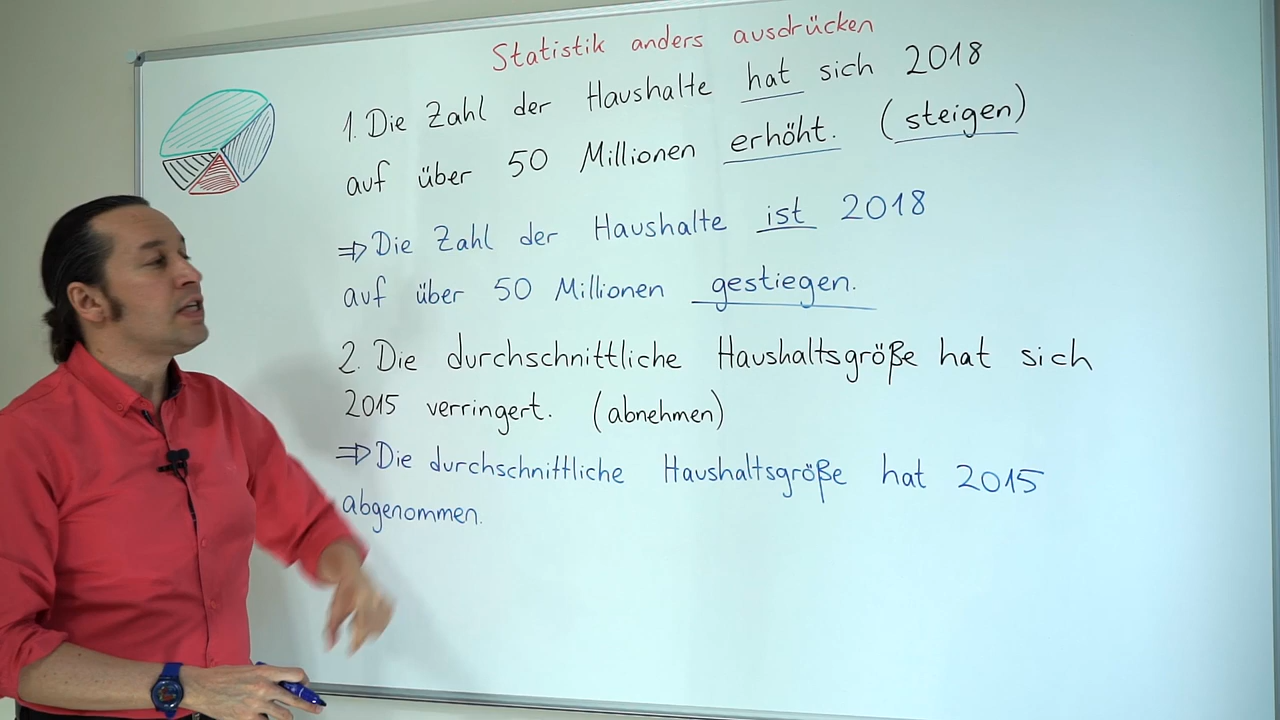 Statistik anders ausdrücken
1. Die Zahl der Haushalte hat sich 2018
auf über 50 Millionen erhöht. (steigen)
⇒ Die Zahl der Haushalte ist 2018
auf über 50 Millionen gestiegen.
2. Die durchschnittliche Haushaltsgröße hat sich
2015 verringert. (abnehmen)
⇒ Die durchschnittliche Haushaltsgröße hat 2015
abgenommen.